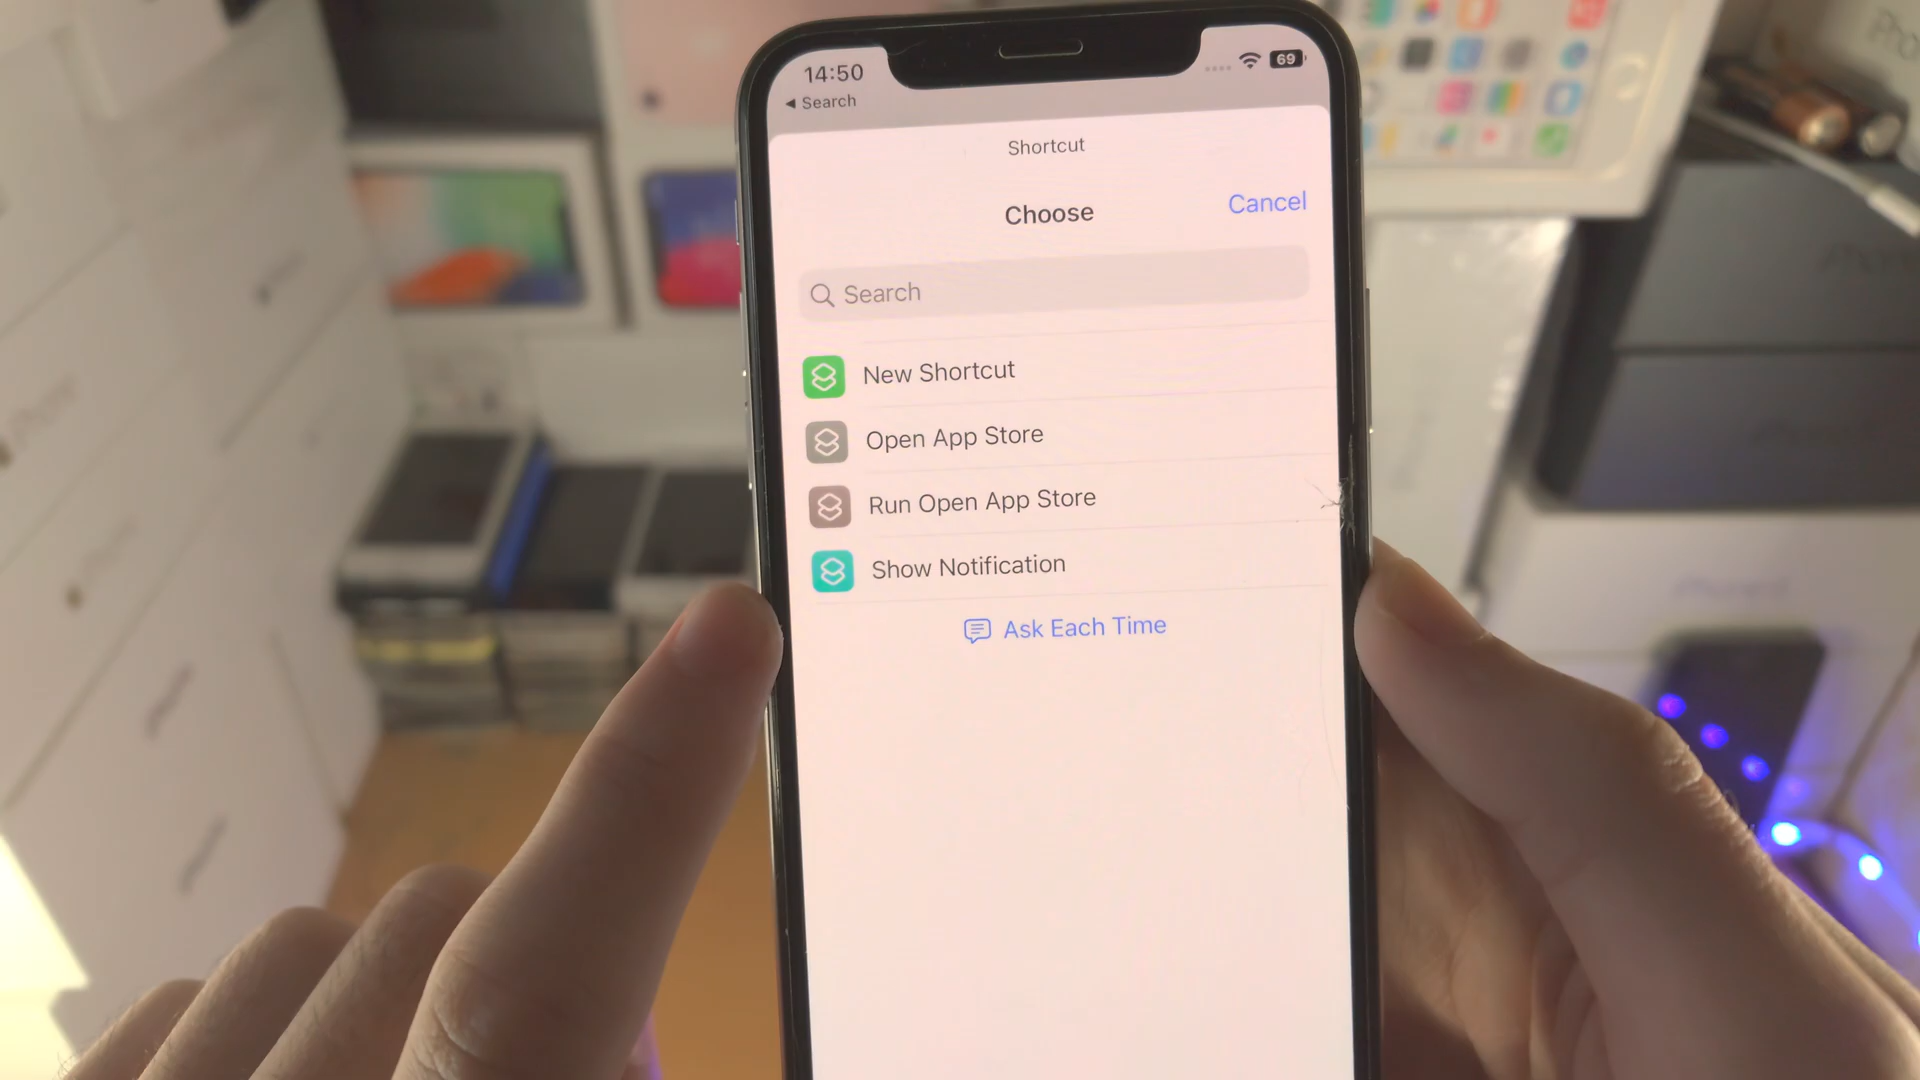 14:50
69
◀ Search
Shortcut
Choose
Cancel
Search
New Shortcut
Open App Store
Run Open App Store
Show Notification
Ask Each Time